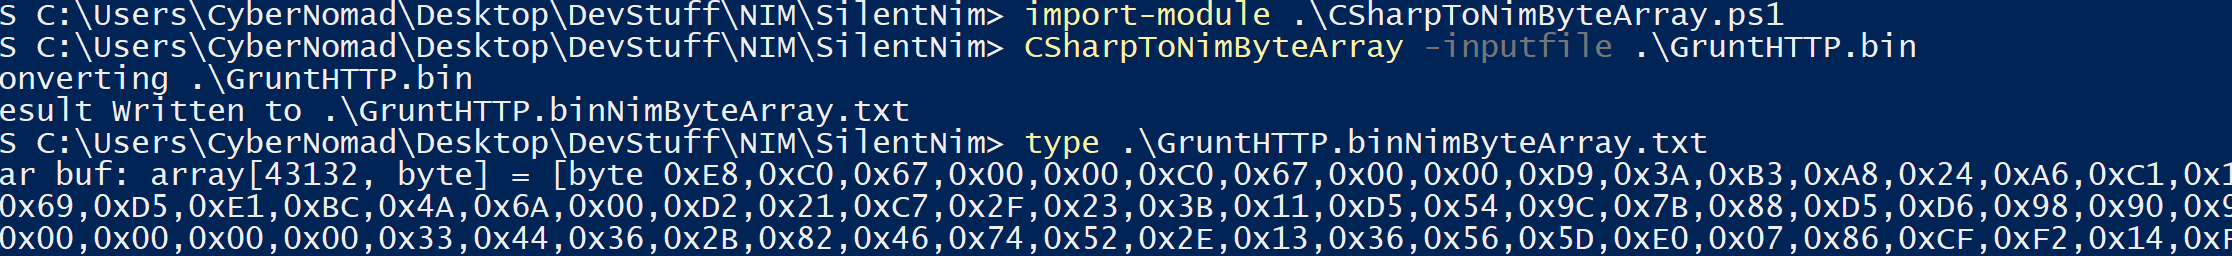 S C:\Users\CyberNomad\Desktop\DevStuff\NIM\SilentNim> import-module .\CSharpToNimByteArray.ps1
S C:\Users\CyberNomad\Desktop\DevStuff\NIM\SilentNim> CSharpToNimByteArray -inputfile .\GruntHTTP.bin
onverting .\GruntHTTP.bin
esult Written to .\GruntHTTP.binNimByteArray.txt
S C:\Users\CyberNomad\Desktop\DevStuff\NIM\SilentNim> type .\GruntHTTP.binNimByteArray.txt
ar buf: array[43132, byte] = [byte 0xE8,0xC0,0x67,0x00,0x00,0xC0,0x67,0x00,0x00,0xD9,0x3A,0xB3,0xA8,0x24,0xA6,0xC1,0x1
0x69,0xD5,0xE1,0xBC,0x4A,0x6A,0x00,0xD2,0x21,0xC7,0x2F,0x23,0x3B,0x11,0xD5,0x54,0x9C,0x7B,0x88,0xD5,0xD6,0x98,0x90,0x9
0x00,0x00,0x00,0x00,0x33,0x44,0x36,0x2B,0x82,0x46,0x74,0x52,0x2E,0x13,0x36,0x56,0x5D,0xE0,0x07,0x86,0xCF,0xF2,0x14,0xF